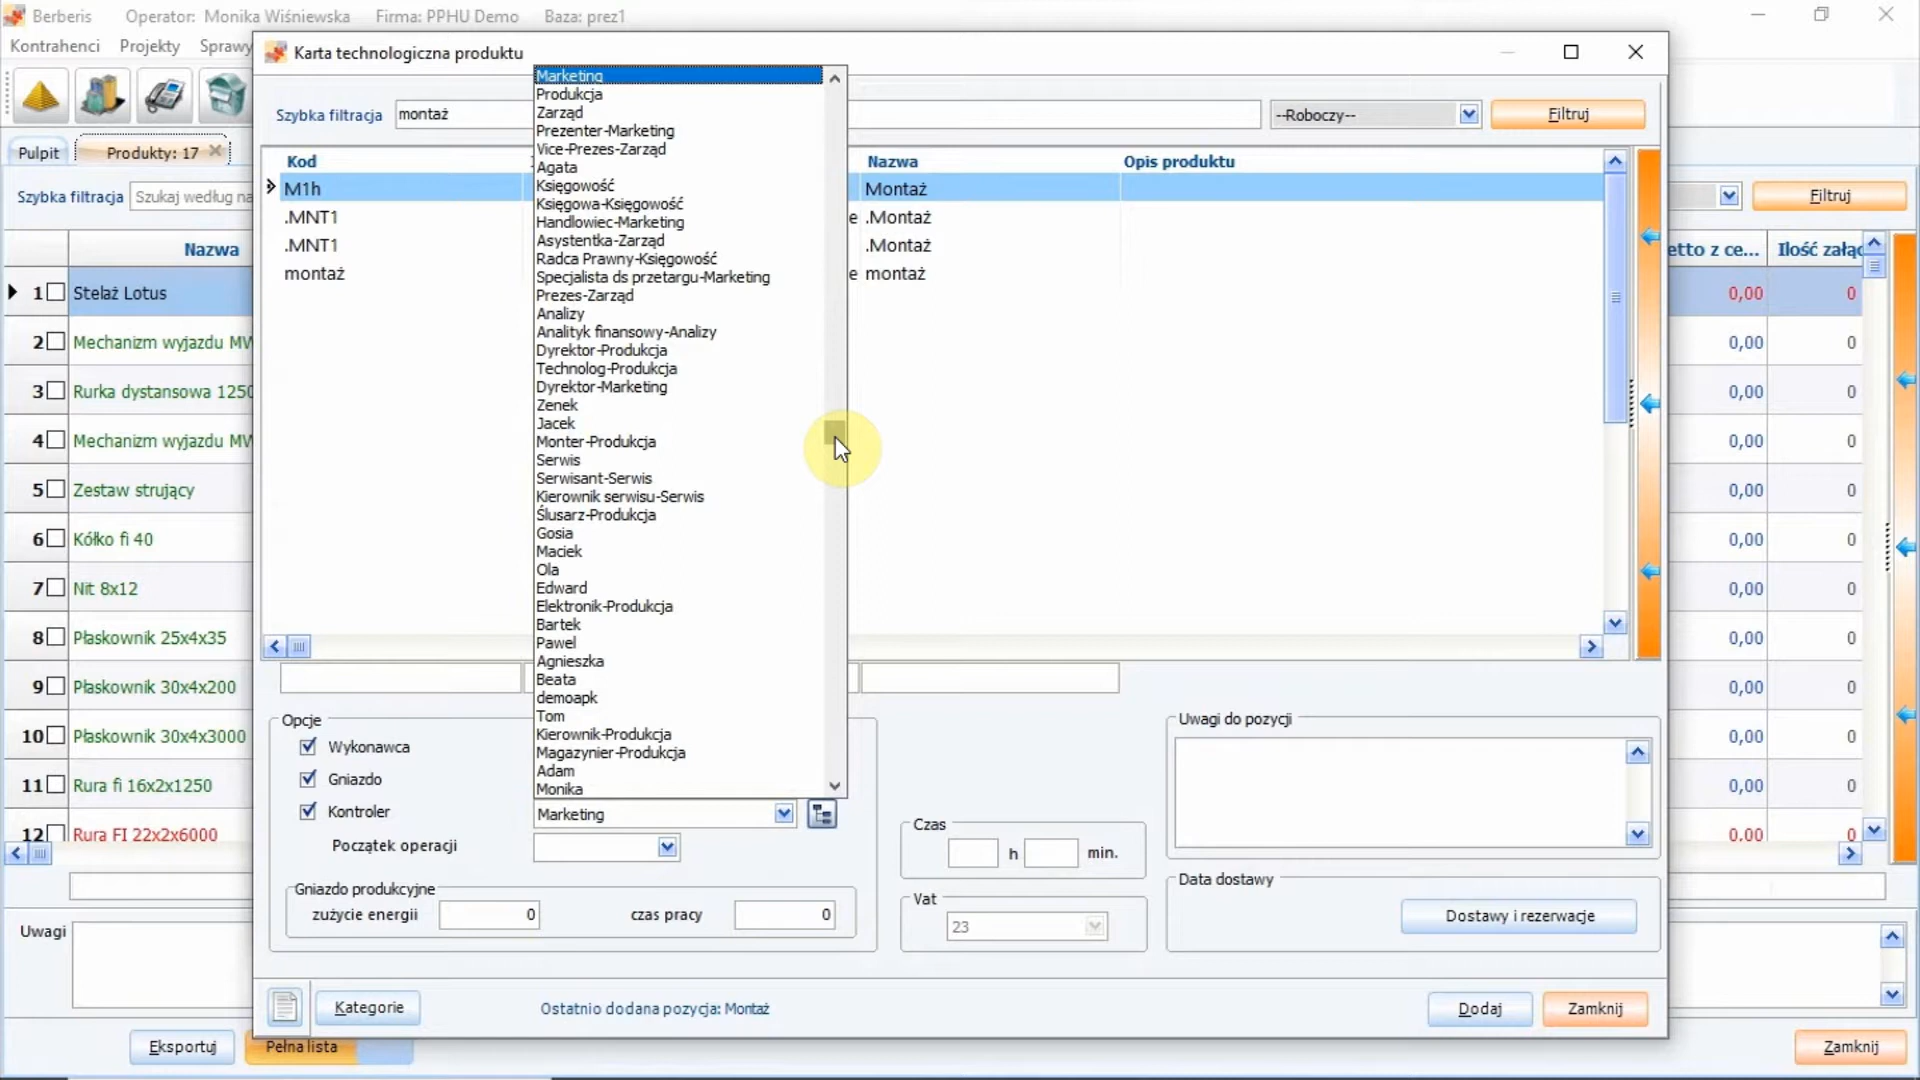 Berberis Operator: Monika Wiśniewska Firma: PPHU Demo Baza: prez1
Kontrahenci Projekty Sprawy
Karta technologiczna produktu
Pulpit
Produkty: 17
Szybka filtracja Szukaj według na
Filtruj
Nazwa
etto z ce... Ilość załąc
1 Stelaż Lotus 0,00 0
2 Mechanizm wyjazdu MW 0,00 0
3 Rurka dystansowa 1250 0,00 0
4 Mechanizm wyjazdu MW 0,00 0
5 Zestaw strujący 0,00 0
6 Kółko fi 40 0,00 0
7 Nit 8x12 0,00 0
8 Płaskownik 25x4x35 0,00 0
9 Płaskownik 30x4x200 0,00 0
10 Płaskownik 30x4x3000 0,00 0
11 Rura fi 16x2x1250 0,00 0
12 Rura FI 22x2x6000 0.00 0
Uwagi
Eksportuj
Pełna lista
Zamknij
Szybka filtracja montaż
--Roboczy--
Filtruj
Kod Nazwa Opis produktu
M1h Montaż
.MNT1 e .Montaż
.MNT1 .Montaż
montaż e montaż
Marketing
Produkcja
Zarząd
Prezenter-Marketing
Vice-Prezes-Zarząd
Agata
Księgowość
Księgowa-Księgowość
Handlowiec-Marketing
Asystentka-Zarząd
Radca Prawny-Księgowość
Specjalista ds przetargu-Marketing
Prezes-Zarząd
Analizy
Analityk finansowy-Analizy
Dyrektor-Produkcja
Technolog-Produkcja
Dyrektor-Marketing
Zenek
Jacek
Monter-Produkcja
Serwis
Serwisant-Serwis
Kierownik serwisu-Serwis
Ślusarz-Produkcja
Gosia
Maciek
Ola
Edward
Elektronik-Produkcja
Bartek
Pawel
Agnieszka
Beata
demoapk
Tom
Kierownik-Produkcja
Magazynier-Produkcja
Adam
Monika
Opcje
Wykonawca
Gniazdo
Kontroler Marketing
Początek operacji
Gniazdo produkcyjne
zużycie energii 0 czas pracy 0
Czas
h min.
Vat
23
Uwagi do pozycji
Data dostawy
Dostawy i rezerwacje
Kategorie
Ostatnio dodana pozycja: Montaż
Dodaj
Zamknij